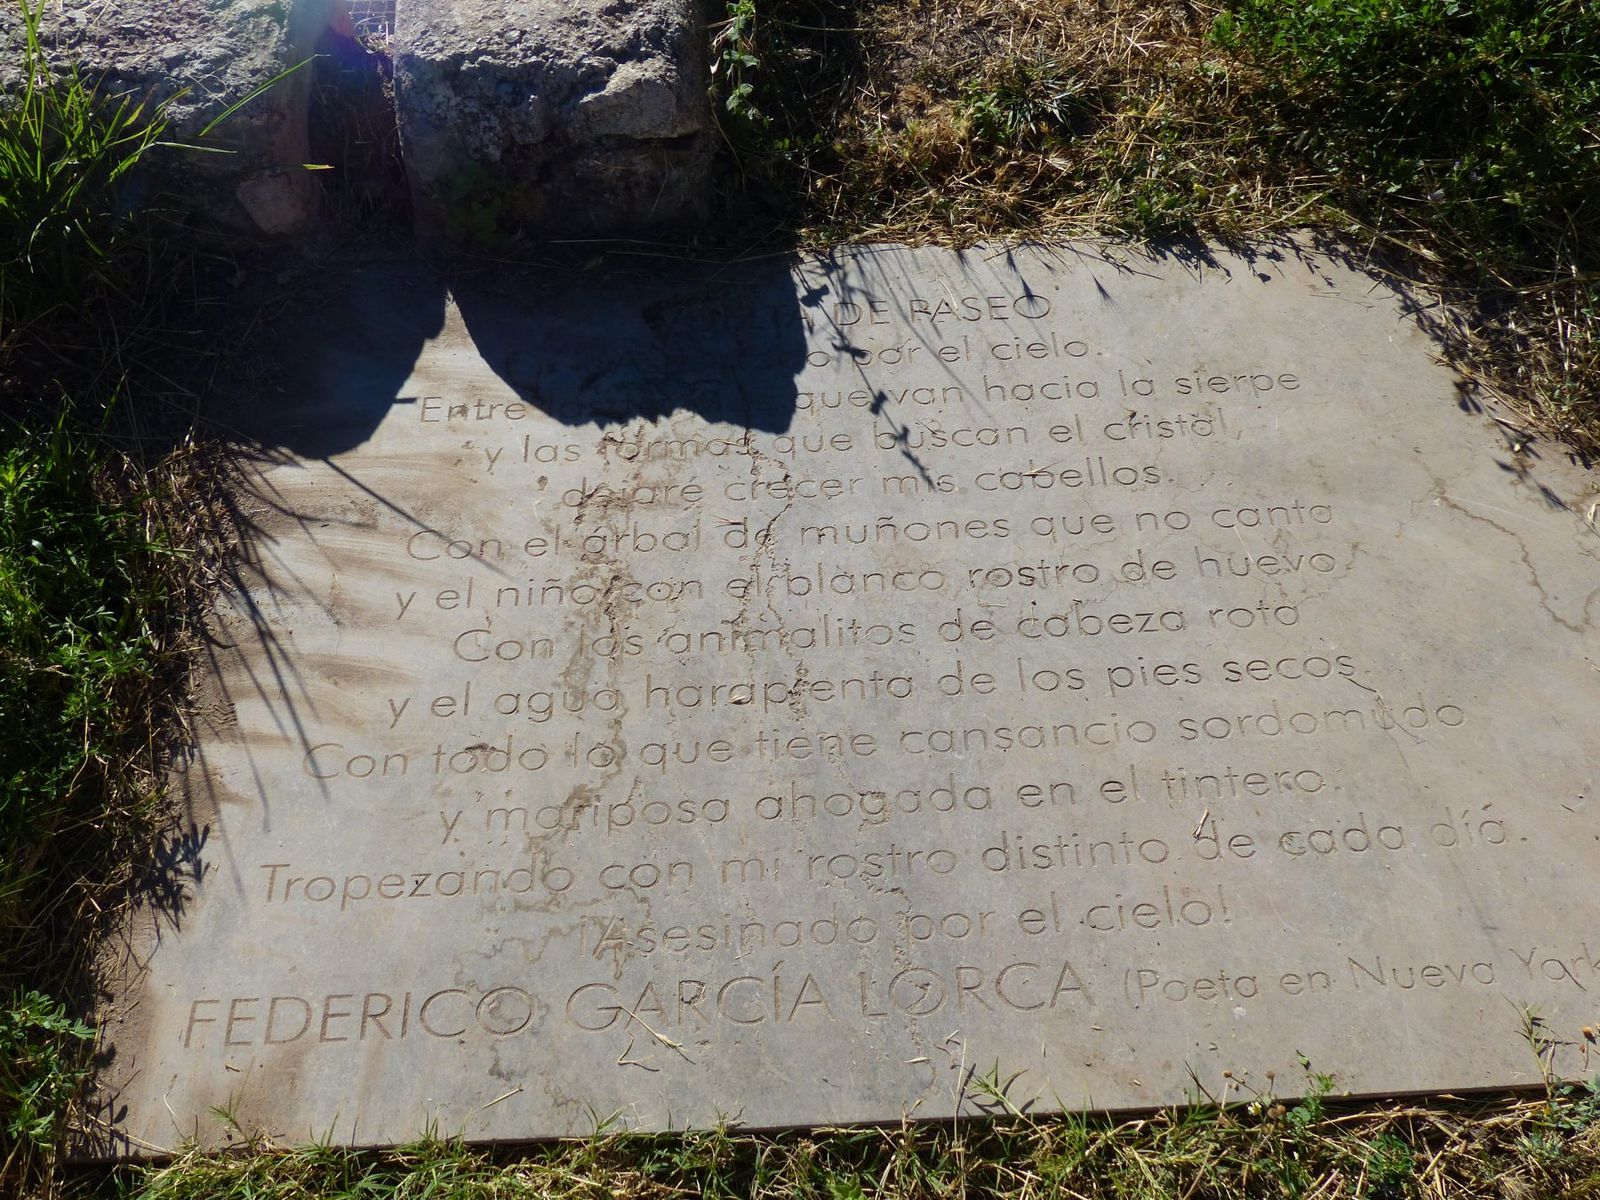 DE PASEO
por el cielo.
Entre que van hacia la sierpe
y las formas que buscan el cristal,
dejaré crecer mis cabellos.
Con el árbol de muñones que no canta
y el niño con el blanco rostro de huevo
Con los animalitos de cabeza rota
y el agua harapienta de los pies secos.
Con todo lo que tiene cansancio sordomudo
y mariposa ahogada en el tintero.
Tropezando con mi rostro distinto de cada día.
¡Asesinado por el cielo!
FEDERICO GARCÍA LORCA (Poeta en Nueva York